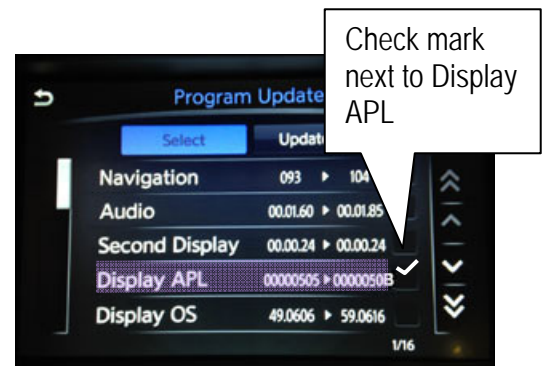 Check mark
next to Display
APL
Program Update
Select
Updat
Navigation 093 ▶ 104
Audio 00.01.60 ▶ 00.01.85
Second Display 00.00.24 ▶ 00.00.24
Display APL 00000505 ▶ 0000050B
Display OS 49.0606 ▶ 59.0616
1/16